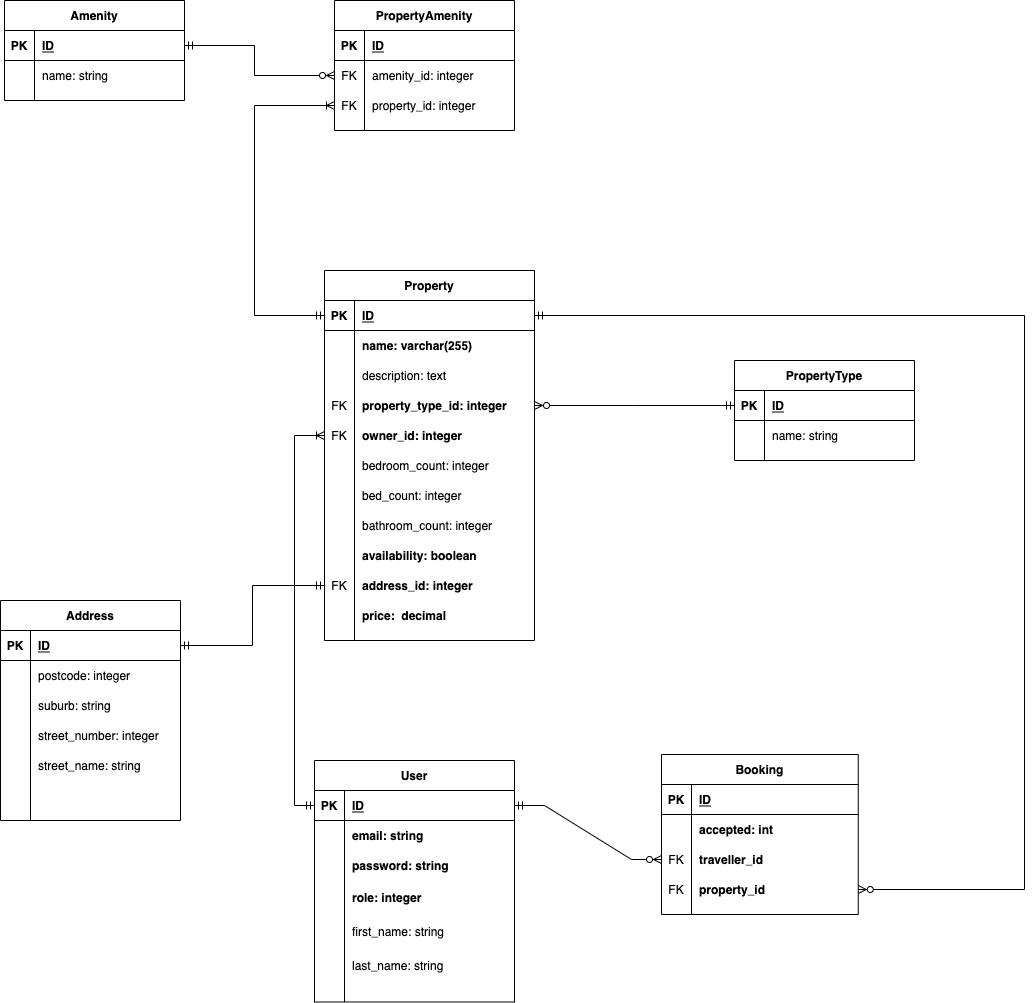 Amenity
PK ID
name: string
PropertyAmenity
PK ID
FK amenity_id: integer
FK property_id: integer
Property
PK ID
name: varchar(255)
description: text
FK property_type_id: integer
FK owner_id: integer
bedroom_count: integer
bed_count: integer
bathroom_count: integer
availability: boolean
FK address_id: integer
price:  decimal
PropertyType
PK ID
name: string
Address
PK ID
postcode: integer
suburb: string
street_number: integer
street_name: string
User
PK ID
email: string
password: string
role: integer
first_name: string
last_name: string
Booking
PK ID
accepted: int
FK traveller_id
FK property_id